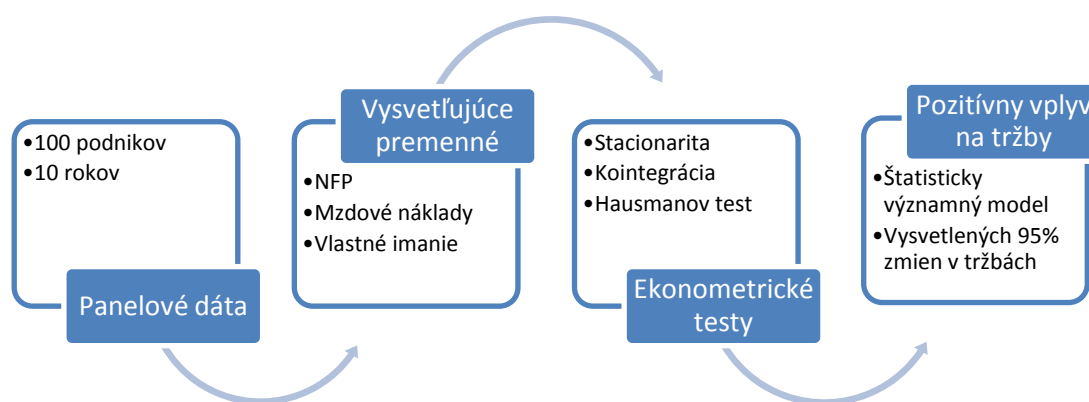 •100 podnikov
•10 rokov
Panelové dáta
Vysvetľujúce
premenné
•NFP
•Mzdové náklady
•Vlastné imanie
•Stacionarita
•Kointegrácia
•Hausmanov test
Ekonometrické
testy
Pozitívny vplyv
na tržby
•Štatisticky
významný model
•Vysvetlených 95%
zmien v tržbách